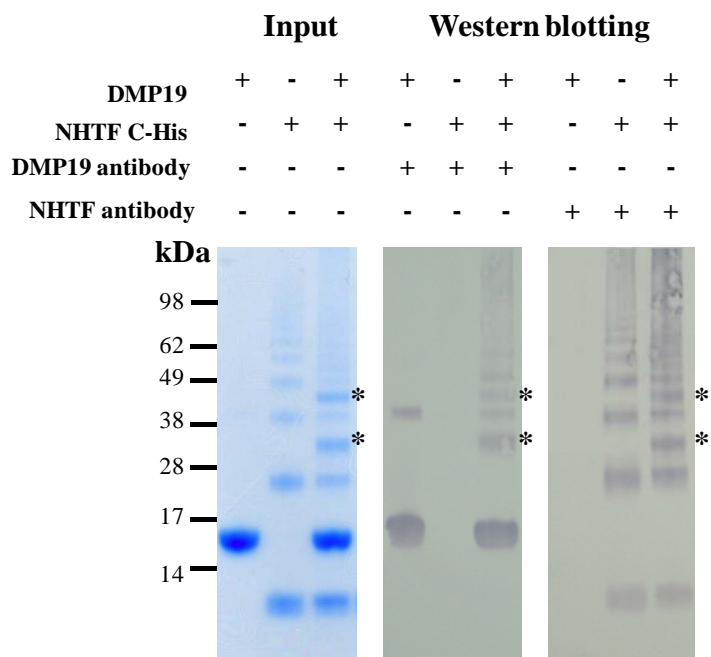 Input Western blotting
DMP19 + - + + - + + - +
NHTF C-His - + + - + + - + +
DMP19 antibody - - - + + + - - -
NHTF antibody - - - - - - + + +
kDa
98
62
49
*
*
*
38
*
*
*
28
17
14